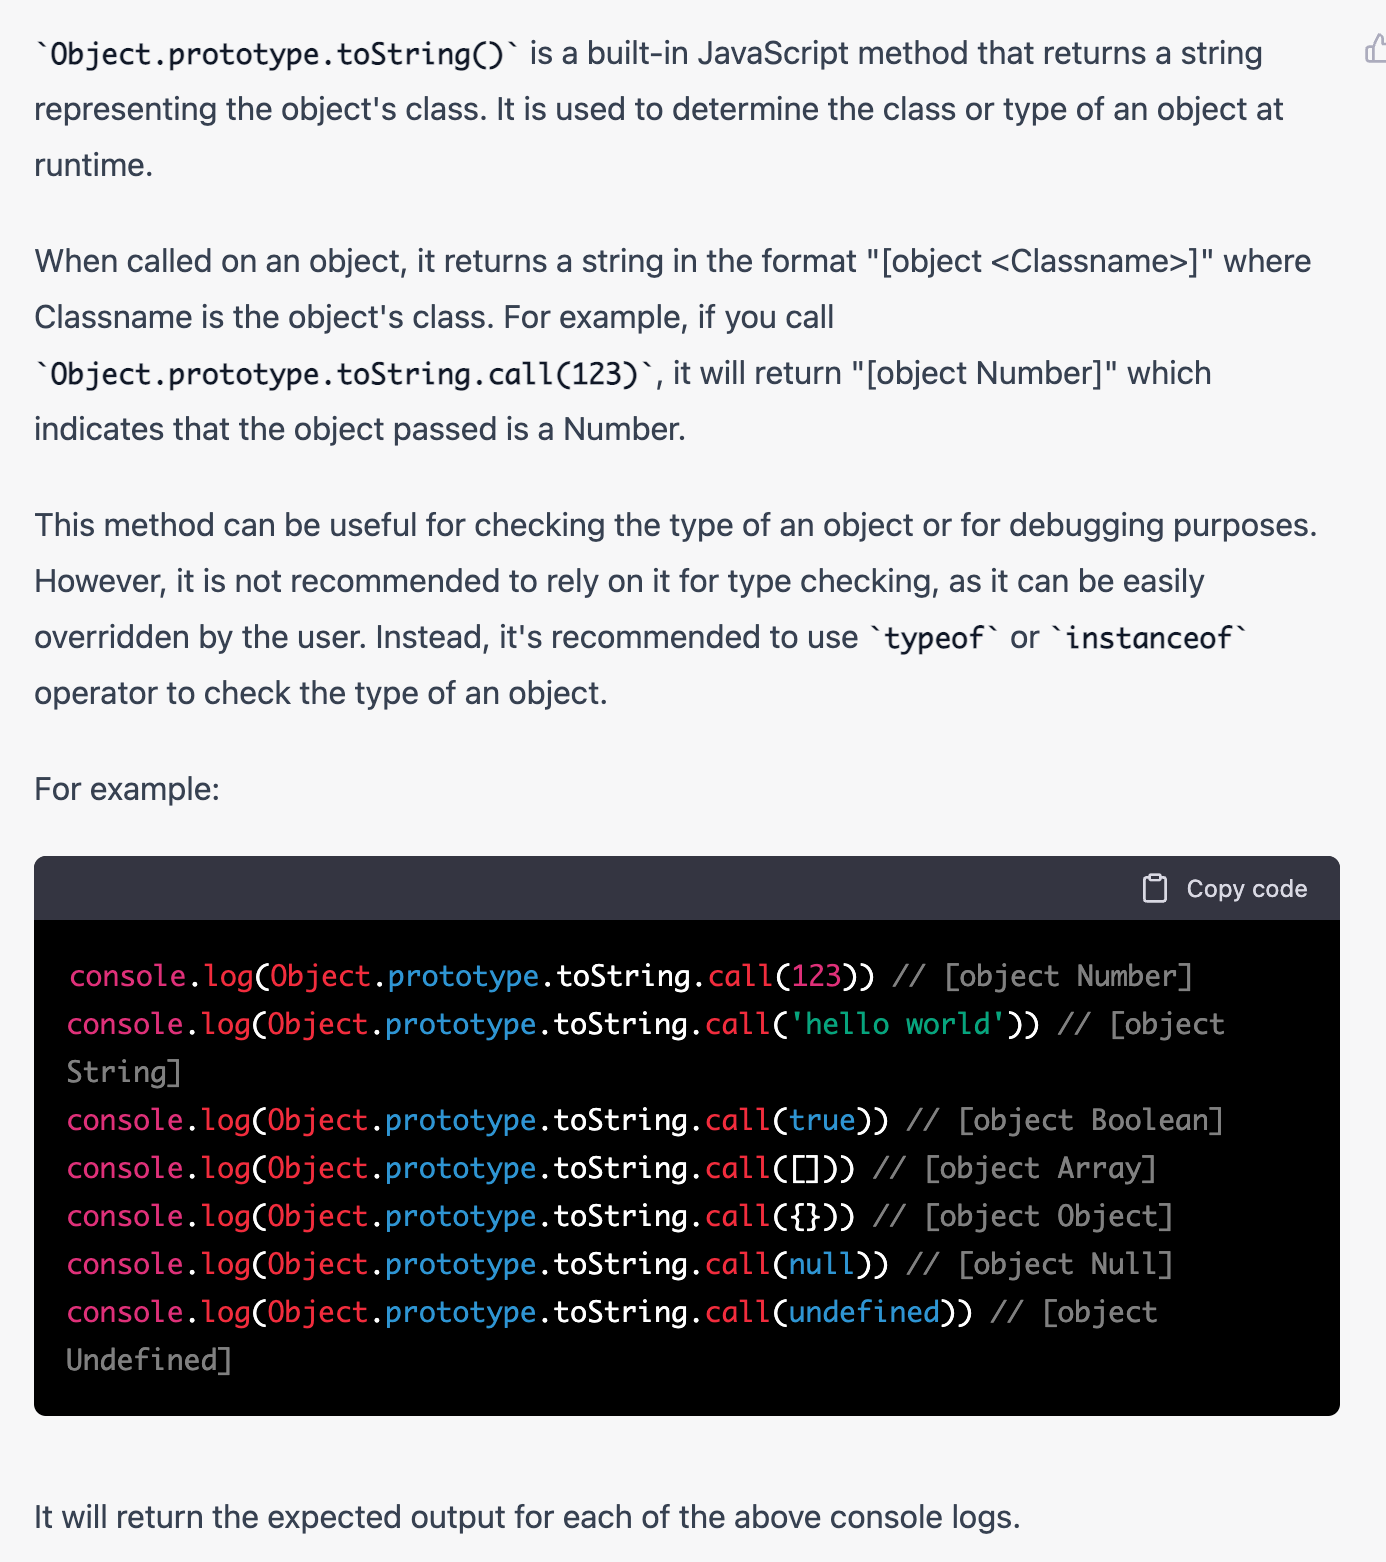 `Object.prototype.toString()` is a built-in JavaScript method that returns a string
representing the object's class. It is used to determine the class or type of an object at
runtime.
When called on an object, it returns a string in the format "[object <Classname>]" where
Classname is the object's class. For example, if you call
`Object.prototype.toString.call(123)`, it will return "[object Number]" which
indicates that the object passed is a Number.
This method can be useful for checking the type of an object or for debugging purposes.
However, it is not recommended to rely on it for type checking, as it can be easily
overridden by the user. Instead, it's recommended to use `typeof` or `instanceof`
operator to check the type of an object.
For example:
Copy code
console.log(Object.prototype.toString.call(123)) // [object Number]
console.log(Object.prototype.toString.call('hello world')) // [object
String]
console.log(Object.prototype.toString.call(true)) // [object Boolean]
console.log(Object.prototype.toString.call([])) // [object Array]
console.log(Object.prototype.toString.call({})) // [object Object]
console.log(Object.prototype.toString.call(null)) // [object Null]
console.log(Object.prototype.toString.call(undefined)) // [object
Undefined]
It will return the expected output for each of the above console logs.